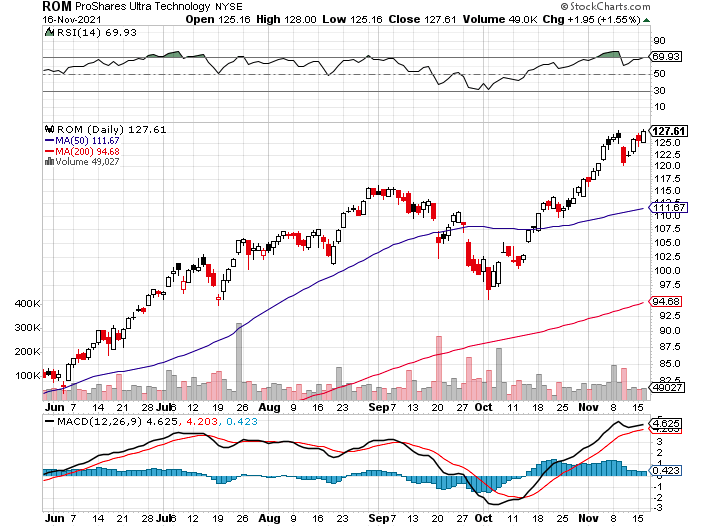 ROM ProShares Ultra Technology NYSE © StockCharts.com
16-Nov-2021 Open 125.16 High 128.00 Low 125.16 Close 127.61 Volume 49.0K Chg +1.95 (+1.55%)
RSI(14) 69.93
90
69.93
50
30
10
ROM (Daily) 127.61
MA(50) 111.67
MA(200) 94.68
Volume 49,027
127.61
125.0
122.5
120.0
117.5
115.0
111.67
110.0
107.5
105.0
102.5
100.0
97.5
94.68
92.5
90.0
87.5
85.0
82.5
49027
400K
300K
200K
100K
Jun 7 14 21 28 Jul 6 12 19 26 Aug 9 16 23 Sep 7 13 20 27 Oct 11 18 25 Nov 8 15
MACD(12,26,9) 4.625, 4.203, 0.423
4.625
4.203
3
2
1
0.423
-1
-2
-3
Jun 7 14 21 28 Jul 6 12 19 26 Aug 9 16 23 Sep 7 13 20 27 Oct 11 18 25 Nov 8 15